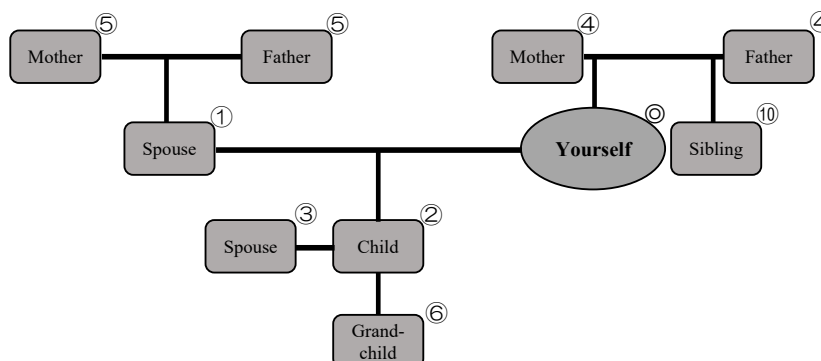 ⑤
⑤
④
④
Mother
Father
Mother
Father
①
◎
⑩
Spouse
Yourself
Sibling
③
②
Spouse
Child
⑥
Grand-
child